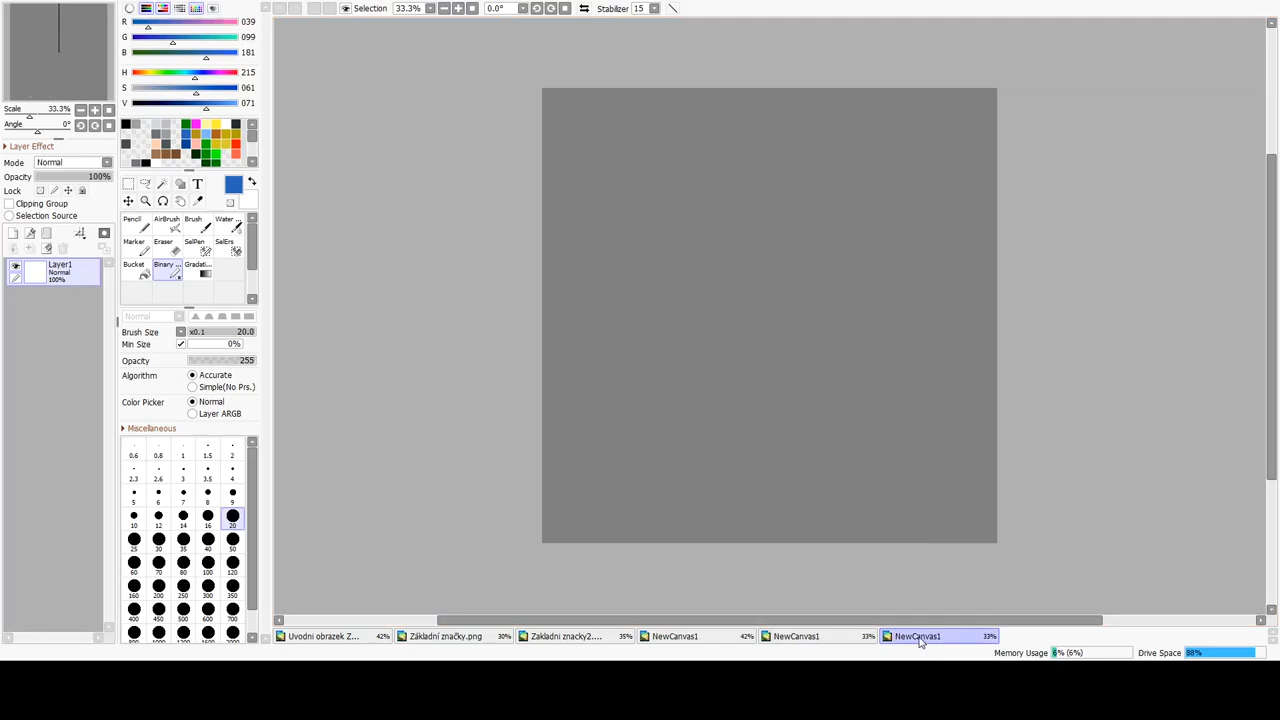 R 039
G 099
B 181
H 215
S 061
V 071
Selection 33.3% 0.0° Stabilizer 15
Scale 33.3%
Angle 0°
Layer Effect
Mode Normal
Opacity 100%
Lock
Clipping Group
Selection Source
Layer1
Normal
100%
T
Pencil AirBrush Brush Water ...
Marker Eraser SelPen SelErs
Bucket Binary ... Gradati...
Normal
Brush Size x0.1 20.0
Min Size 0%
Opacity 255
Algorithm Accurate
Simple(No Prs.)
Color Picker Normal
Layer ARGB
Miscellaneous
0.6 0.8 1 1.5 2
2.3 2.6 3 3.5 4
5 6 7 8 9
10 12 14 16 20
25 30 35 40 50
60 70 80 100 120
160 200 250 300 350
400 450 500 600 700
Uvodni obrazek Z... 42% Základní značky.png 30% Zakladni znacky2.... 35% NewCanvas1 42% NewCanvas1 33% NewCanvas1 33%
Memory Usage 6% (6%) Drive Space 88%